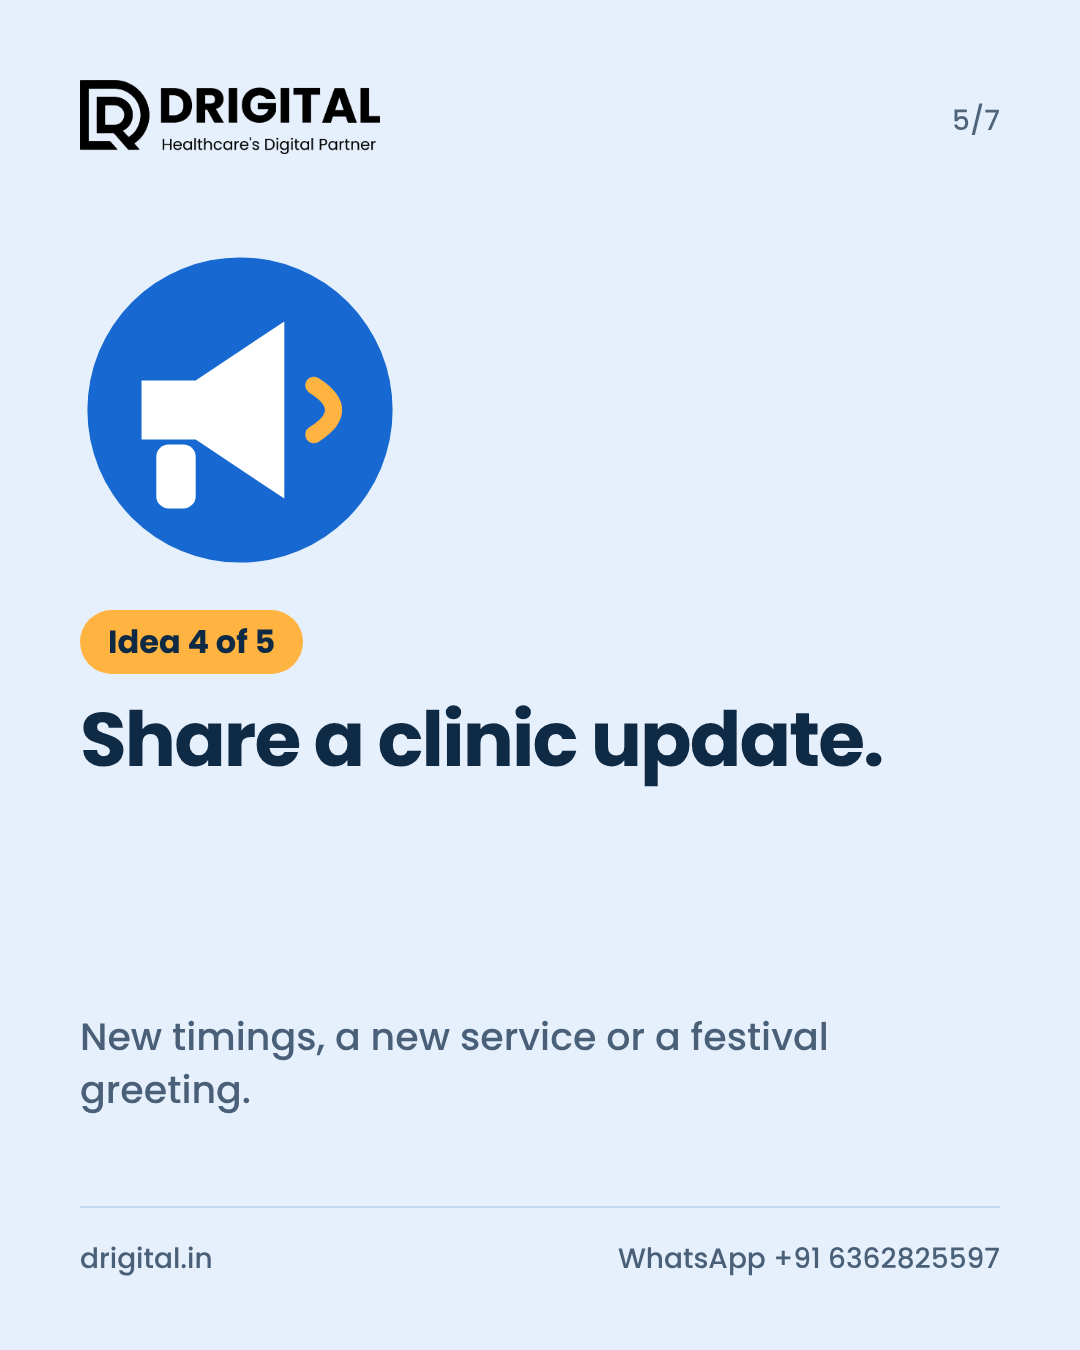 DRIGITAL
Healthcare's Digital Partner
5/7
Idea 4 of 5
Share a clinic update.
New timings, a new service or a festival
greeting.
drigital.in
WhatsApp +91 6362825597